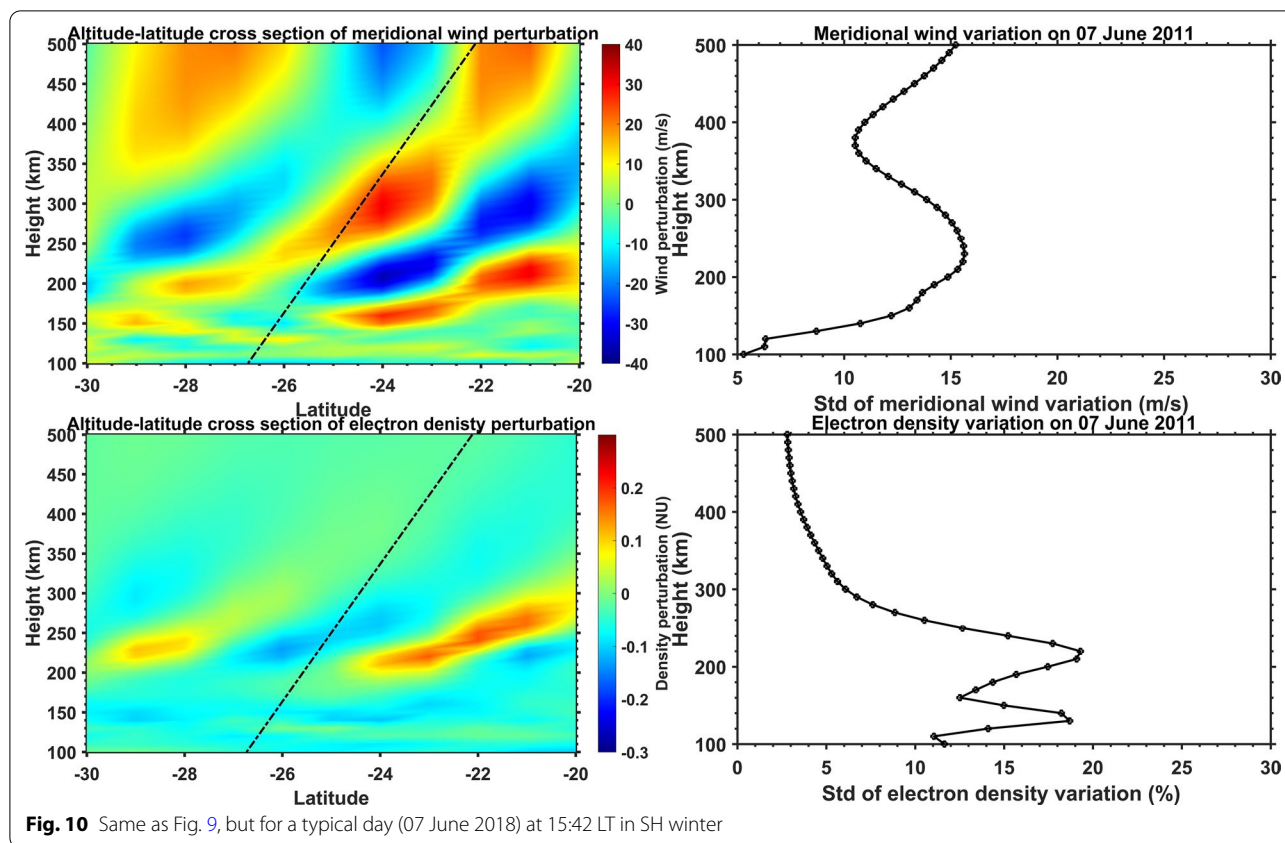 Altitude-latitude cross section of meridional wind perturbation
500
450
400
350
300
250
200
150
100
Height (km)
-30 -28 -26 -24 -22 -20
Latitude
40
30
20
10
0
-10
-20
-30
-40
Wind perturbation (m/s)
Meridional wind variation on 07 June 2011
500
400
300
200
100
Height (km)
5 10 15 20 25 30
Std of meridional wind variation (m/s)
Altitude-latitude cross section of electron denisty perturbation
500
450
400
350
300
250
200
150
100
Height (km)
-30 -28 -26 -24 -22 -20
Latitude
0.2
0.1
0
-0.1
-0.2
-0.3
Density perturbation (NU)
Electron density variation on 07 June 2011
500
400
300
200
100
Height (km)
0 5 10 15 20 25 30
Std of electron density variation (%)
Fig. 10 Same as Fig. 9, but for a typical day (07 June 2018) at 15:42 LT in SH winter